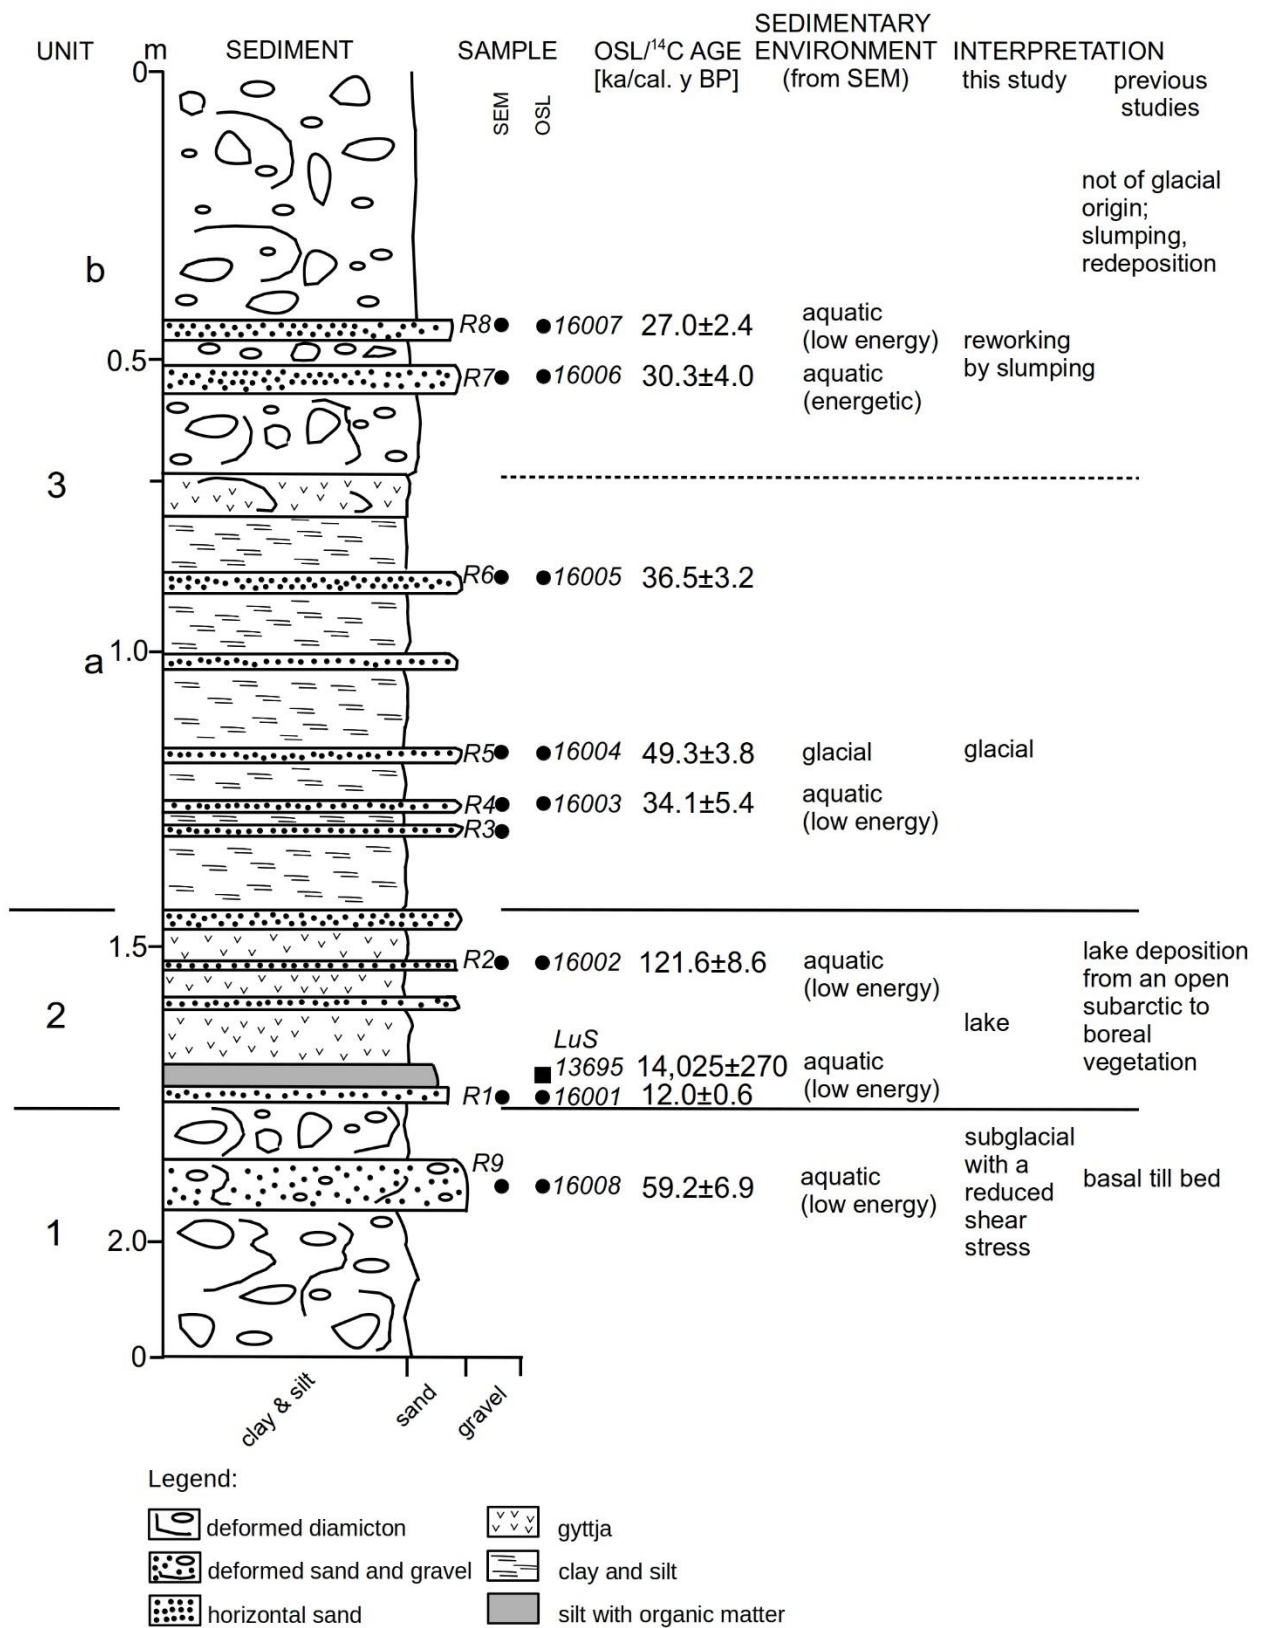 UNIT m SEDIMENT SAMPLE OSL/¹⁴C AGE [ka/cal. y BP] SEDIMENTARY ENVIRONMENT (from SEM) INTERPRETATION
this study previous studies
SEM OSL
0
not of glacial
origin;
slumping,
redeposition
b
R8 16007 27.0±2.4 aquatic (low energy)
reworking
by slumping
0.5
R7 16006 30.3±4.0 aquatic (energetic)
3
R6 16005 36.5±3.2
a 1.0
R5 16004 49.3±3.8 glacial glacial
R4 16003 34.1±5.4 aquatic (low energy)
R3
1.5
R2 16002 121.6±8.6 aquatic (low energy)
lake deposition
from an open
subarctic to
boreal
vegetation
2
lake
LuS
13695 14,025±270 aquatic (low energy)
R1 16001 12.0±0.6
R9
16008 59.2±6.9 aquatic (low energy)
subglacial
with a
reduced
shear
stress
basal till bed
1
2.0
0
clay & silt sand gravel
Legend:
deformed diamicton
deformed sand and gravel
horizontal sand
gyttja
clay and silt
silt with organic matter